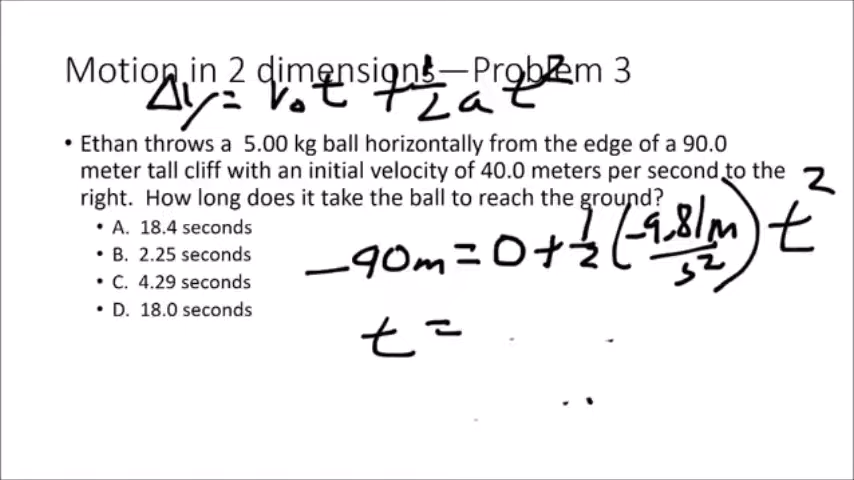 Motion in 2 dimensions—Problem 3
Δy = v₀t + 1/2 a t²
• Ethan throws a 5.00 kg ball horizontally from the edge of a 90.0
meter tall cliff with an initial velocity of 40.0 meters per second to the
right. How long does it take the ball to reach the ground?
• A. 18.4 seconds
• B. 2.25 seconds
• C. 4.29 seconds
• D. 18.0 seconds
-90m = 0 + 1/2 (-9.81m/s²) t²
t =